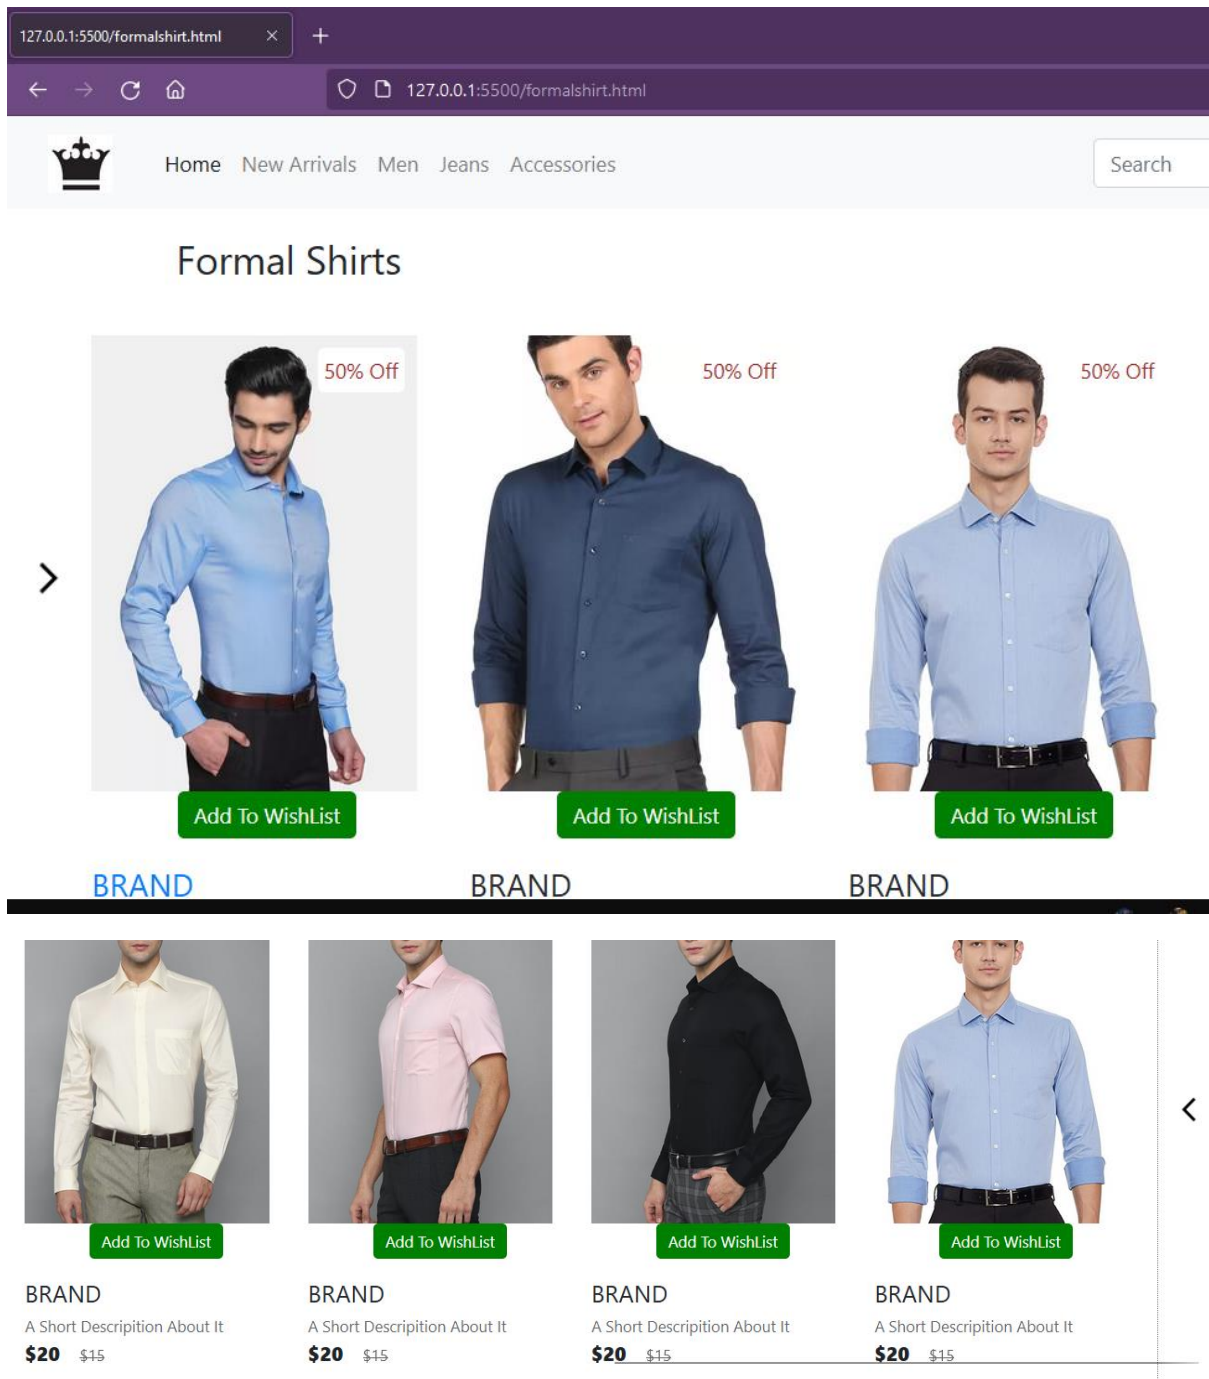 127.0.0.1:5500/formalshirt.html
127.0.0.1:5500/formalshirt.html
Home New Arrivals Men Jeans Accessories Search
Formal Shirts
50% Off 50% Off 50% Off
Add To WishList Add To WishList Add To WishList
BRAND BRAND BRAND
Add To WishList Add To WishList Add To WishList Add To WishList
BRAND BRAND BRAND BRAND
A Short Descripition About It A Short Descripition About It A Short Descripition About It A Short Descripition About It
$20 $15 $20 $15 $20 $15 $20 $15